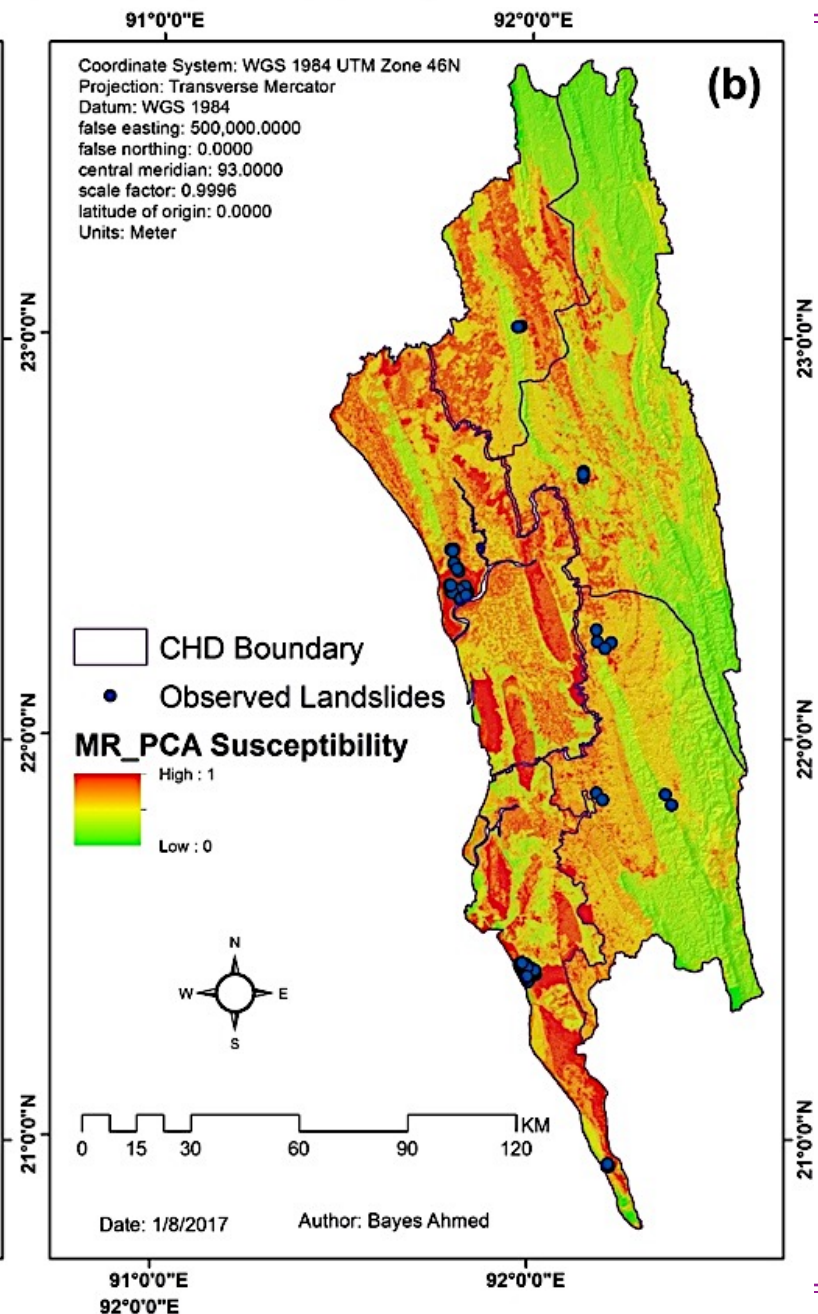 91°0'0"E
92°0'0"E
Coordinate System: WGS 1984 UTM Zone 46N
Projection: Transverse Mercator
Datum: WGS 1984
false easting: 500,000.0000
false northing: 0.0000
central meridian: 93.0000
scale factor: 0.9996
latitude of origin: 0.0000
Units: Meter
(b)
23°0'0"N
23°0'0"N
CHD Boundary
Observed Landslides
MR_PCA Susceptibility
High : 1
Low : 0
22°0'0"N
22°0'0"N
N
W
E
S
KM
0
15
30
60
90
120
21°0'0"N
21°0'0"N
Date: 1/8/2017
Author: Bayes Ahmed
91°0'0"E
92°0'0"E
92°0'0"E